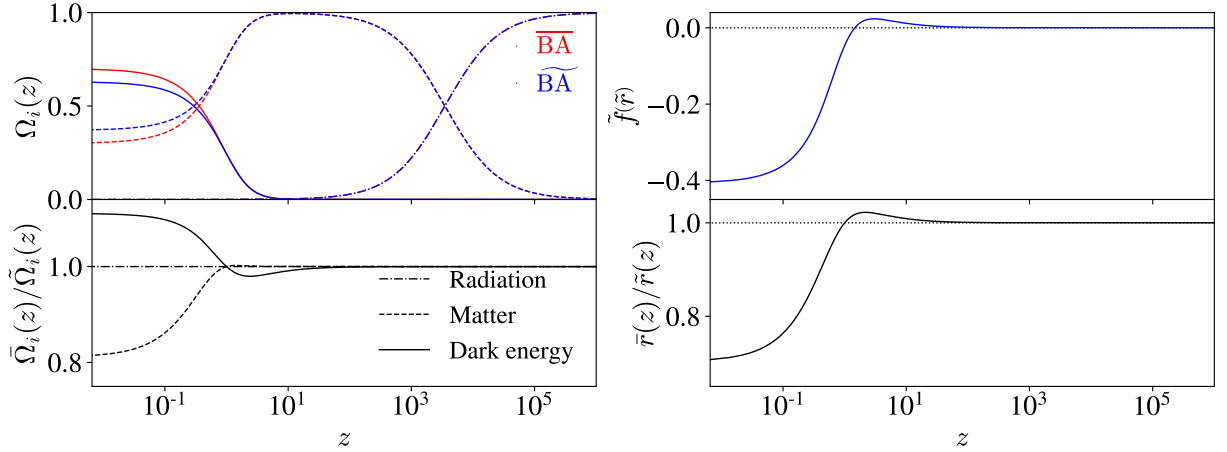 1.0
0.5
0.0
Ω_i(z)
B̅A̅
B͠A
1.0
0.8
Ω̄_i(z)/Ω̃_i(z)
Radiation
Matter
Dark energy
10^-1
10^1
10^3
10^5
z
0.0
−0.2
−0.4
f̃(r̃)
1.0
0.8
r̄(z)/r̃(z)
10^-1
10^1
10^3
10^5
z